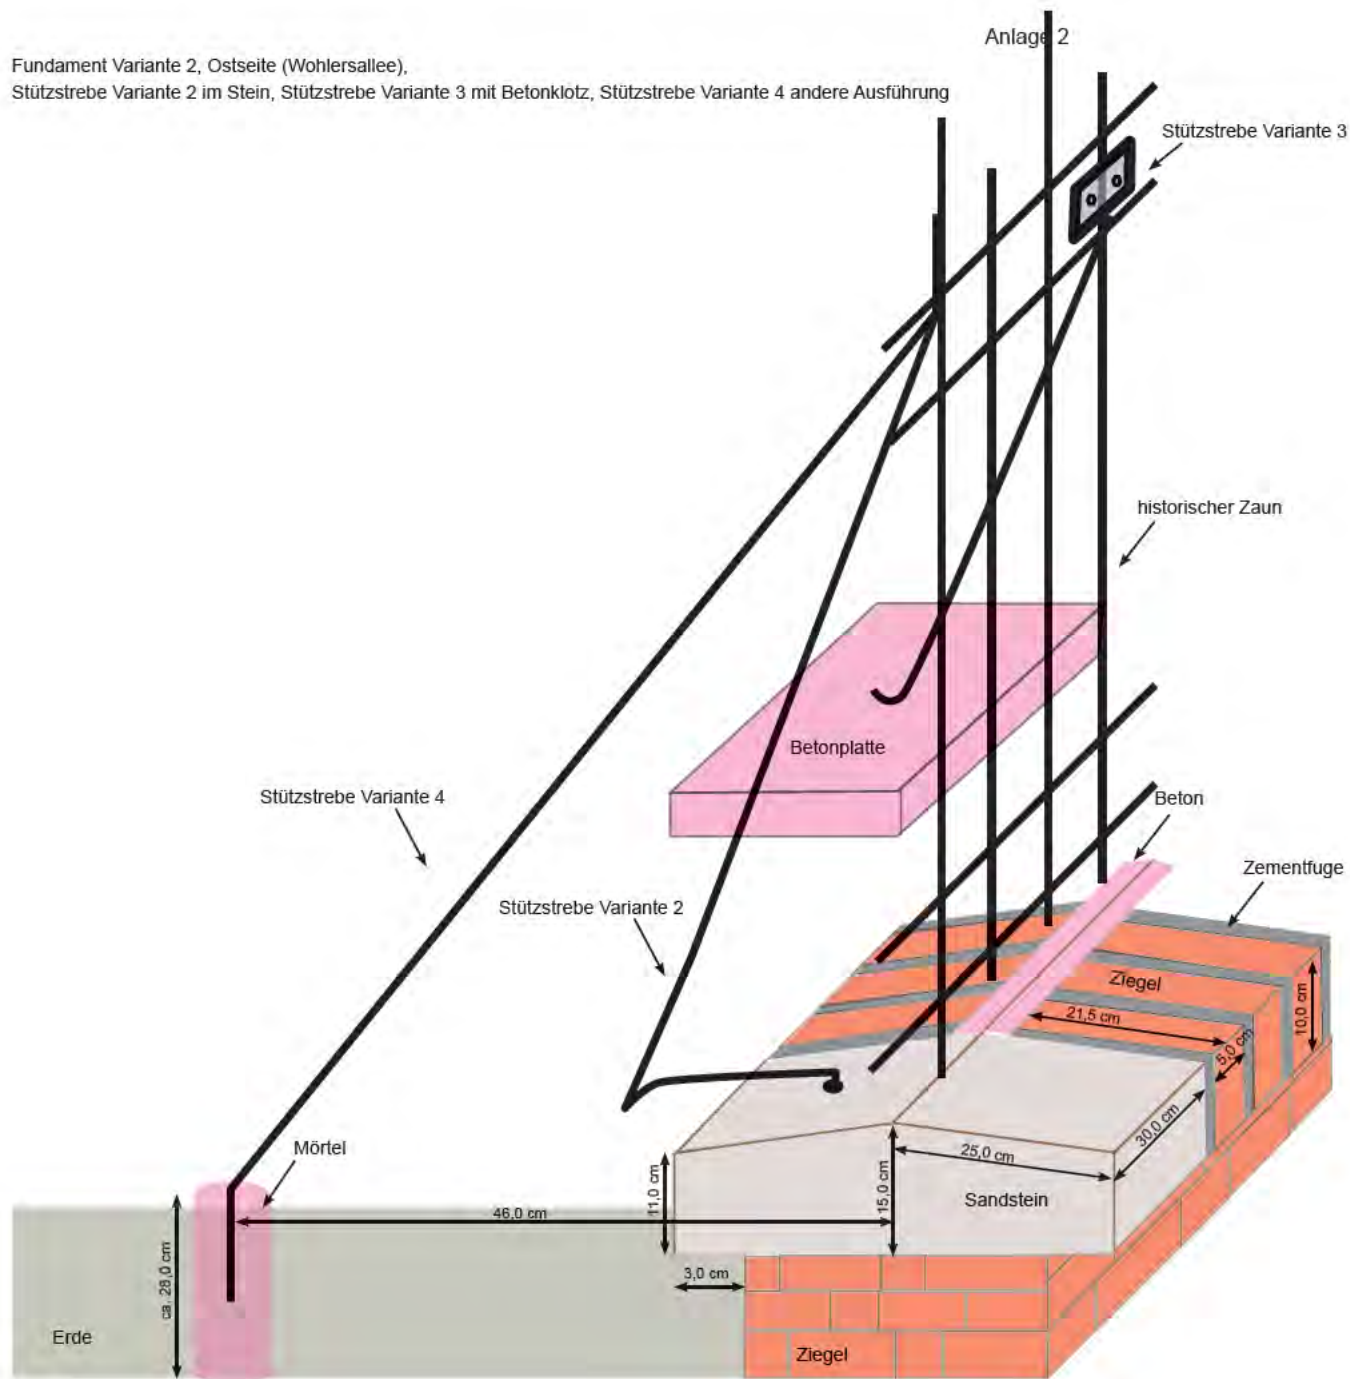 Anlage 2
Fundament Variante 2, Ostseite (Wohlersallee),
Stützstrebe Variante 2 im Stein, Stützstrebe Variante 3 mit Betonklotz, Stützstrebe Variante 4 andere Ausführung
Stützstrebe Variante 3
historischer Zaun
Betonplatte
Stützstrebe Variante 4
Beton
Zementfuge
Stützstrebe Variante 2
Ziegel
21,5 cm
10,0 cm
5,0 cm
30,0 cm
Mörtel
25,0 cm
11,0 cm
15,0 cm
Sandstein
46,0 cm
ca. 28,0 cm
3,0 cm
Erde
Ziegel